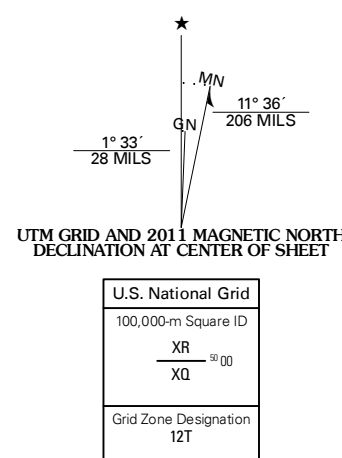 ★
MN
GN
11° 36´
206 MILS
1° 33´
28 MILS
UTM GRID AND 2011 MAGNETIC NORTH
DECLINATION AT CENTER OF SHEET
U.S. National Grid
100,000-m Square ID
XR
50 00
XQ
Grid Zone Designation
12T